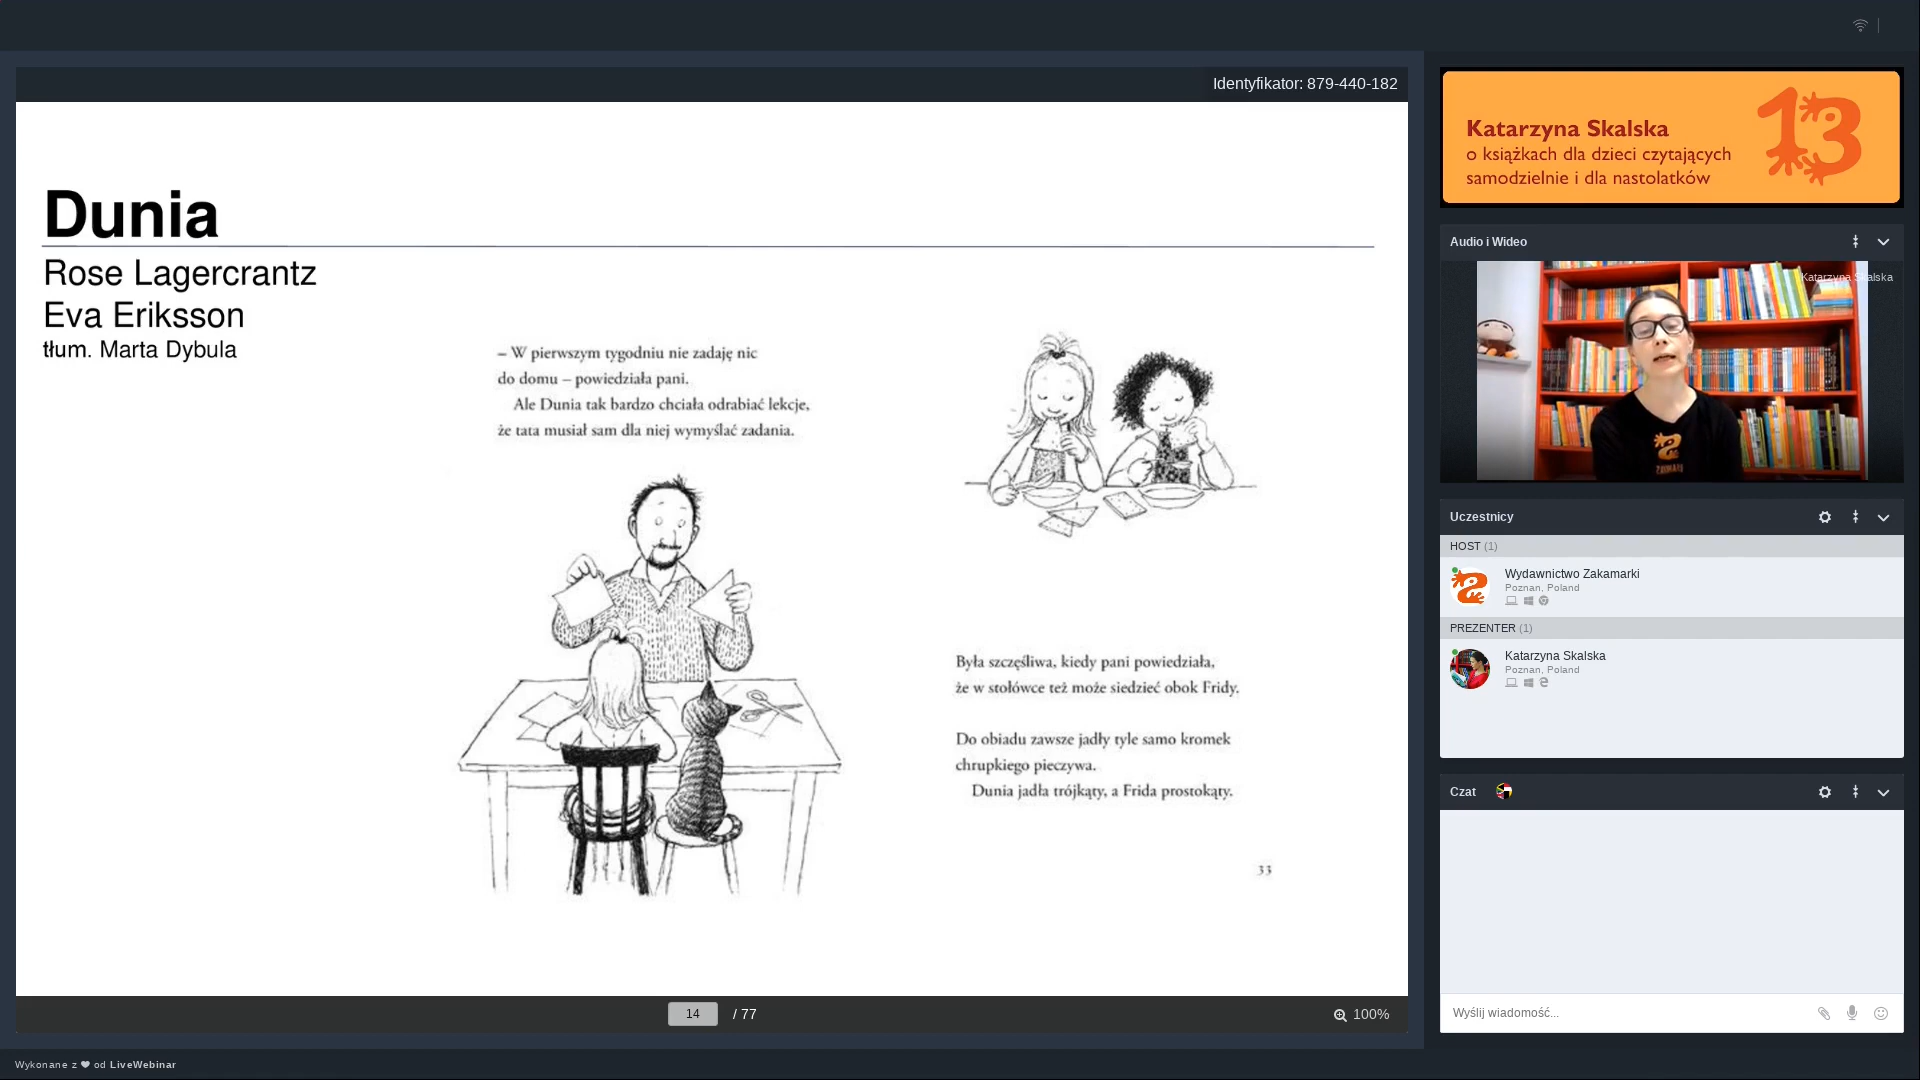 Identyfikator: 879-440-182
Dunia
Rose Lagercrantz
Eva Eriksson
tłum. Marta Dybula
– W pierwszym tygodniu nie zadaję nic
do domu – powiedziała pani.
Ale Dunia tak bardzo chciała odrabiać lekcje,
że tata musiał sam dla niej wymyślać zadania.
Była szczęśliwa, kiedy pani powiedziała,
że w stołówce też może siedzieć obok Fridy.
Do obiadu zawsze jadły tyle samo kromek
chrupkiego pieczywa.
Dunia jadła trójkąty, a Frida prostokąty.
33
14 / 77
100%
Wykonane z od LiveWebinar
Katarzyna Skalska
o książkach dla dzieci czytających
samodzielnie i dla nastolatków
13
Audio i Wideo
Katarzyna Skalska
ZAKAMARKI
Uczestnicy
HOST (1)
Wydawnictwo Zakamarki
Poznan, Poland
PREZENTER (1)
Katarzyna Skalska
Poznan, Poland
Czat
Wyślij wiadomość...